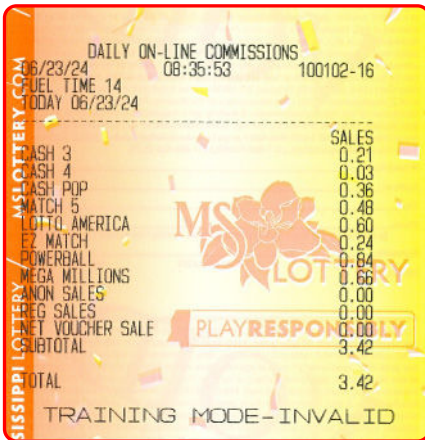 DAILY ON-LINE COMMISSIONS
06/23/24 08:35:53 100102-16
FUEL TIME 14
TODAY 06/23/24
SALES
CASH 3 0.21
CASH 4 0.03
CASH POP 0.36
MATCH 5 0.48
LOTTO AMERICA 0.60
EZ MATCH 0.24
POWERBALL 0.84
MEGA MILLIONS 0.66
ANON SALES 0.00
REG SALES 0.00
NET VOUCHER SALE 0.00
SUBTOTAL 3.42
TOTAL 3.42
TRAINING MODE-INVALID
MS LOTTERY
PLAYRESPONSIBLY
SISSIPPI LOTTERY / MSLOTTERY.COM /